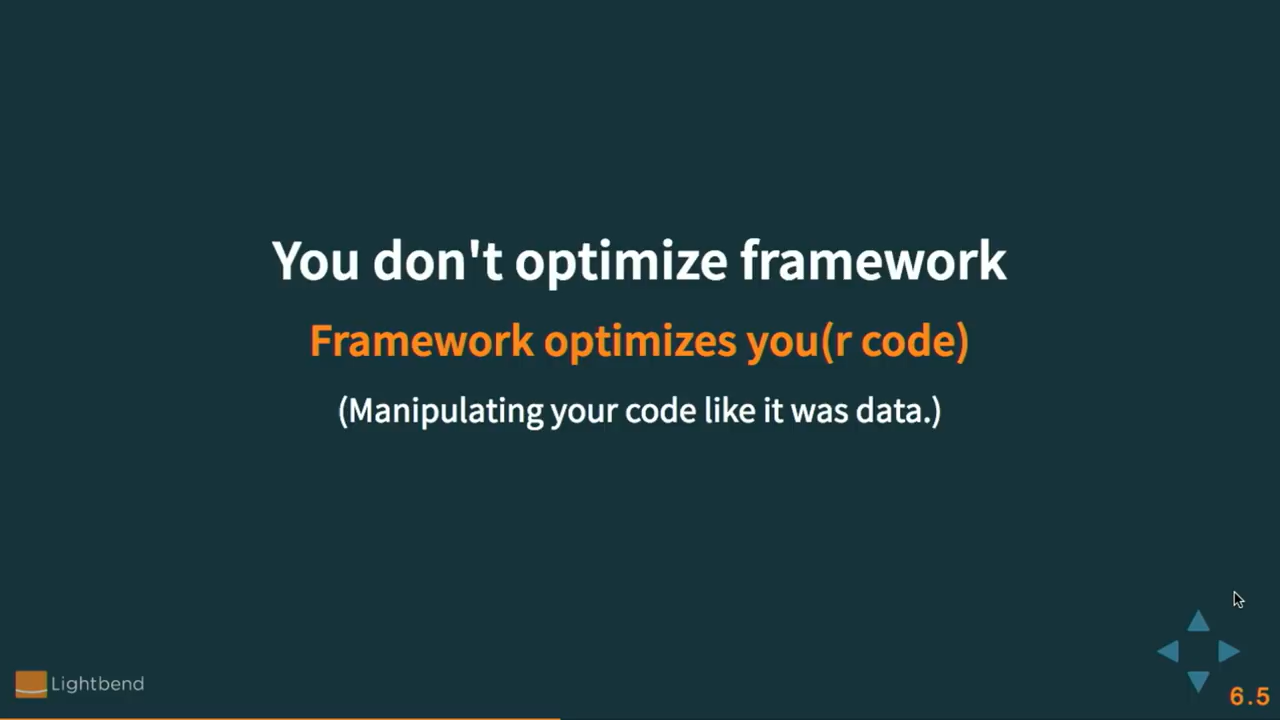 You don't optimize framework
Framework optimizes you(r code)
(Manipulating your code like it was data.)
Lightbend
6.5